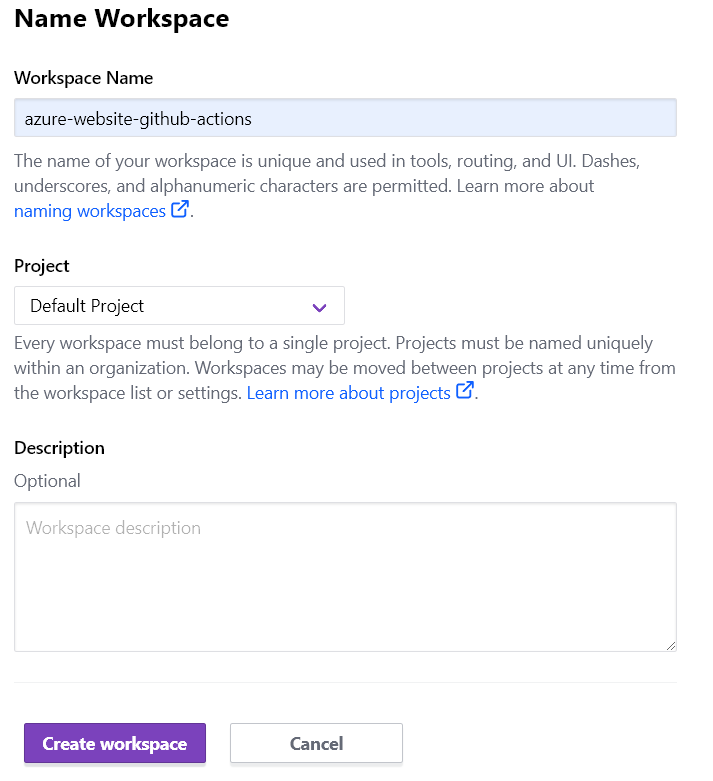 Name Workspace
Workspace Name
azure-website-github-actions
The name of your workspace is unique and used in tools, routing, and UI. Dashes,
underscores, and alphanumeric characters are permitted. Learn more about
naming workspaces.
Project
Default Project
Every workspace must belong to a single project. Projects must be named uniquely
within an organization. Workspaces may be moved between projects at any time from
the workspace list or settings. Learn more about projects.
Description
Optional
Workspace description
Create workspace
Cancel